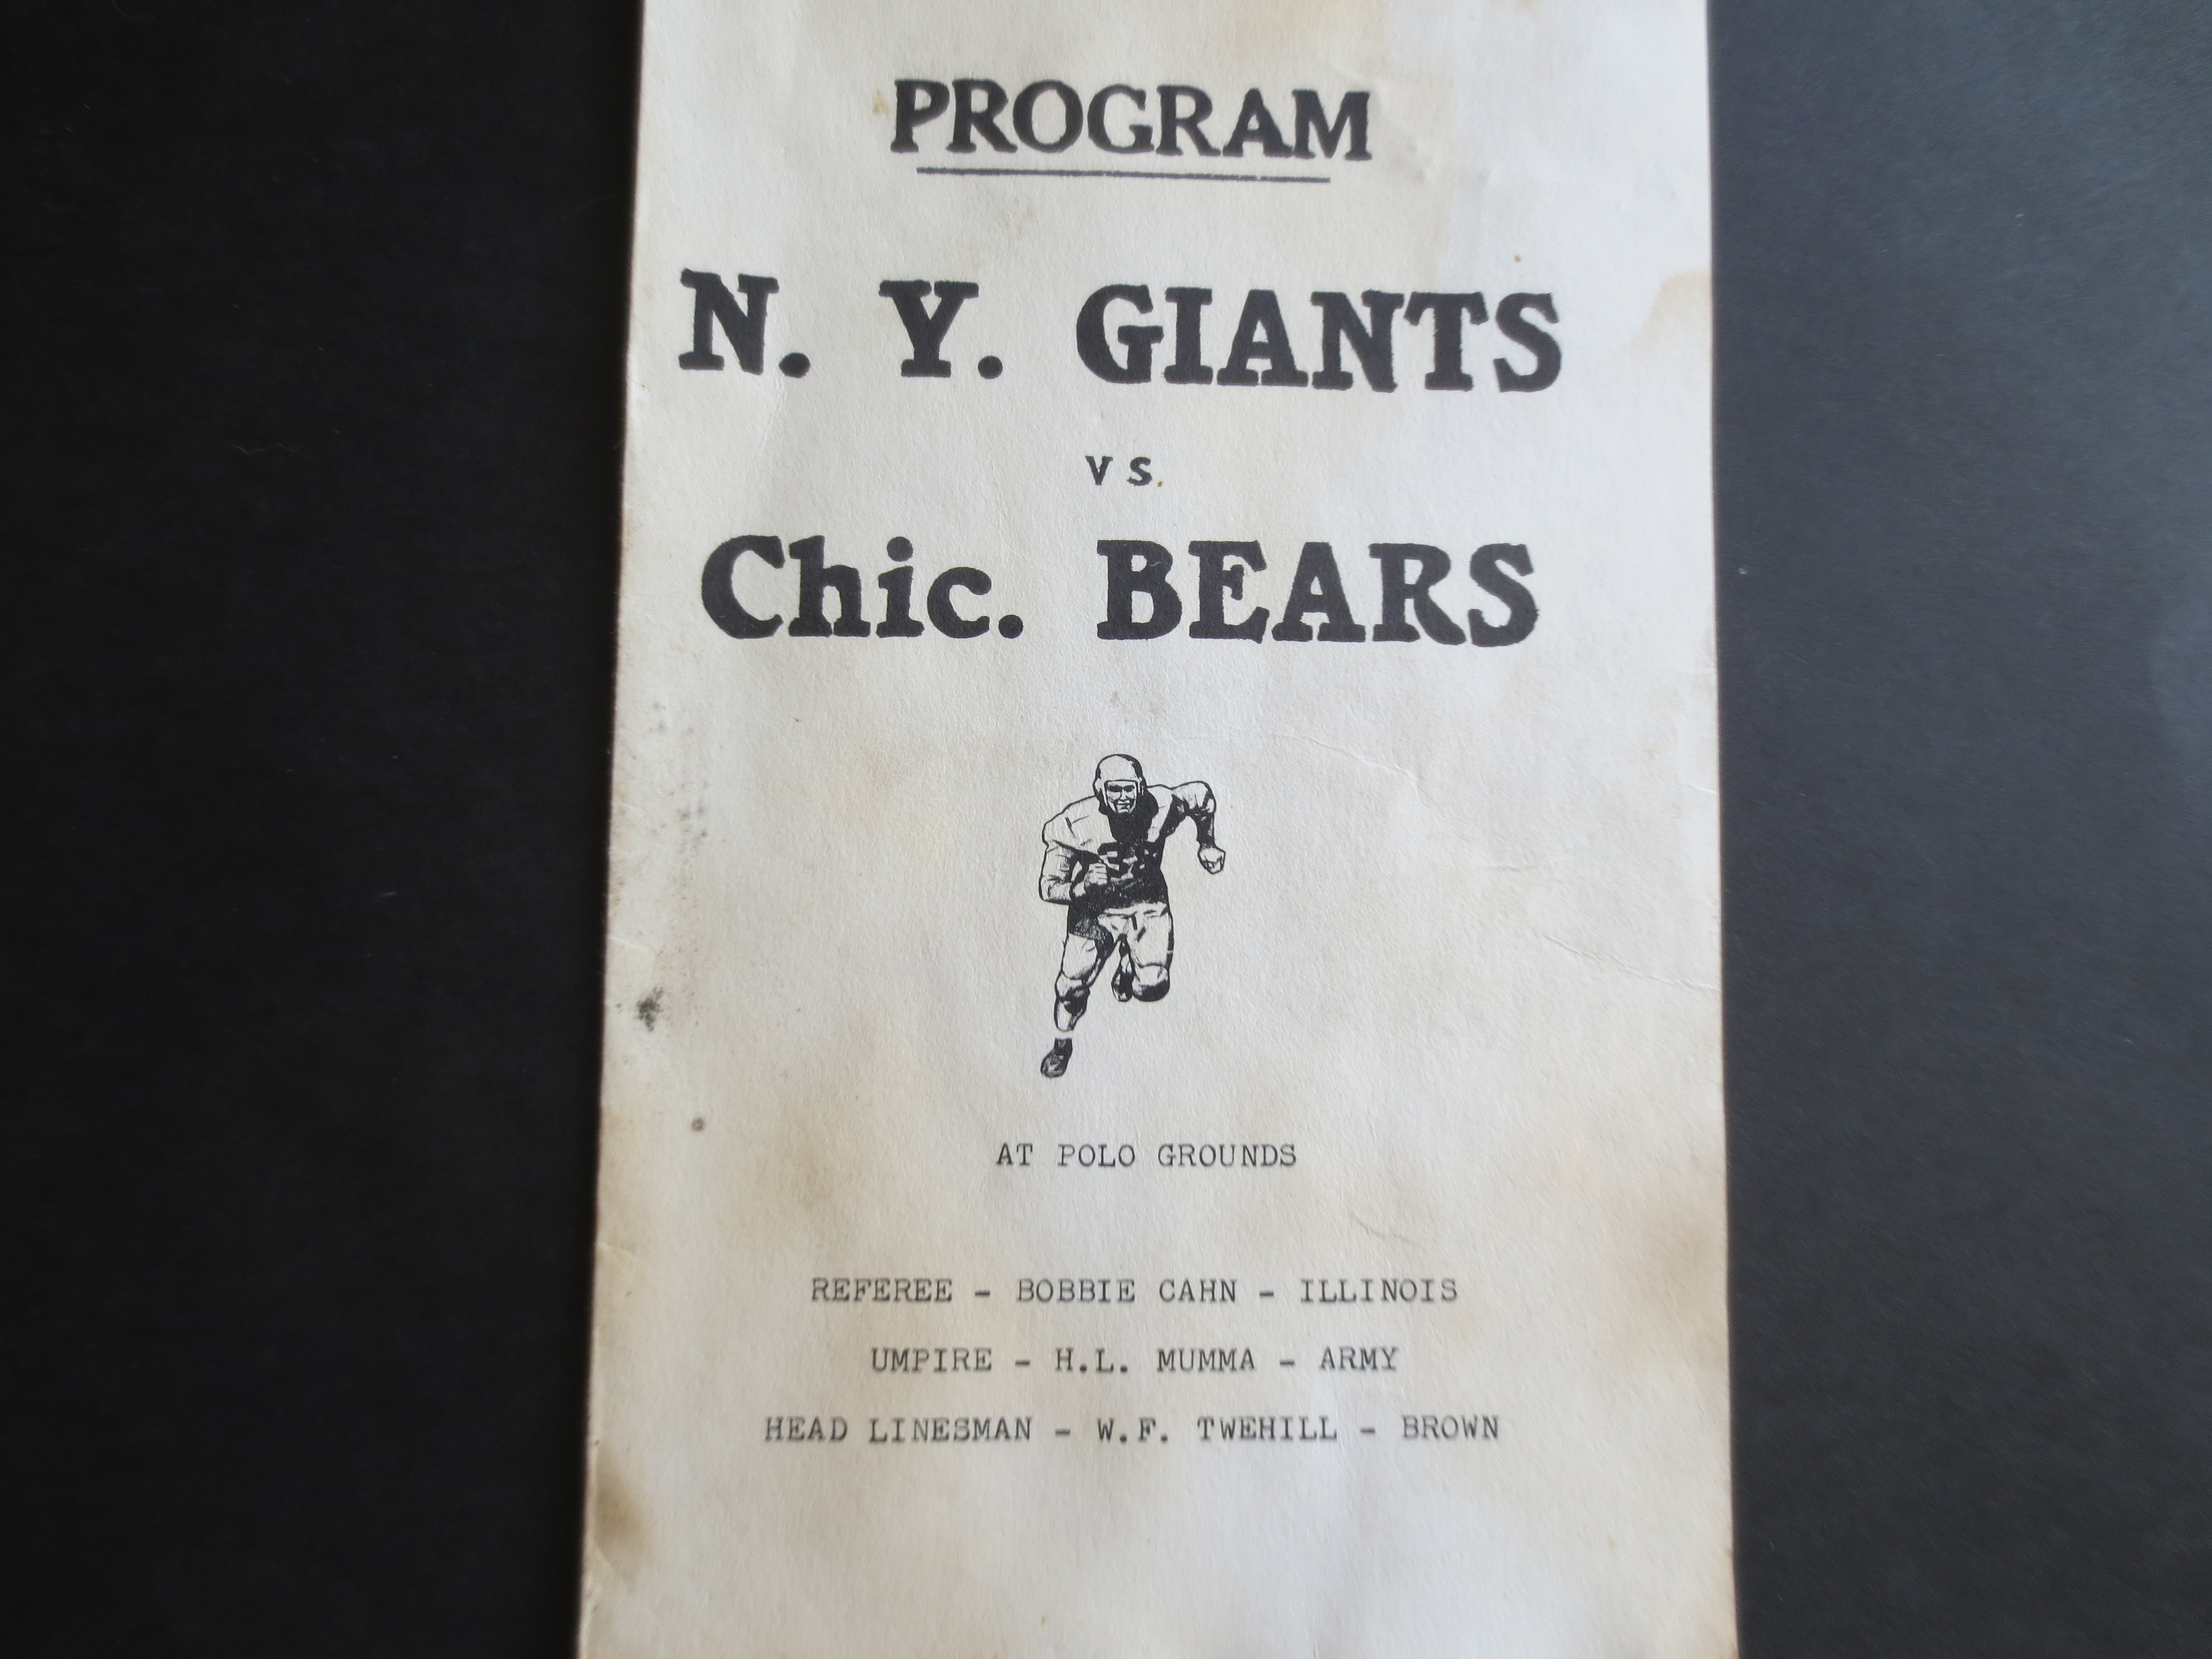 PROGRAM
N. Y. GIANTS
VS.
Chic. BEARS
AT POLO GROUNDS
REFEREE - BOBBIE CAHN - ILLINOIS
UMPIRE - H.L. MUMMA - ARMY
HEAD LINESMAN - W.F. TWEHILL - BROWN